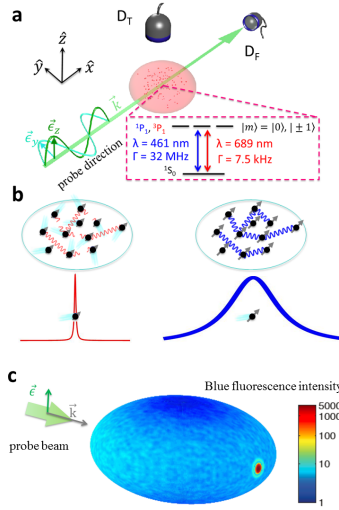 a
D_T
D_F
ẑ
ŷ
x̂
k⃗
ϵ⃗_y
ϵ⃗_z
probe direction
¹P₁, ³P₁
|m⟩ = |0⟩, |± 1⟩
λ = 461 nm
λ = 689 nm
Γ = 32 MHz
Γ = 7.5 kHz
¹S₀
b
c
ϵ⃗
k⃗
probe beam
Blue fluorescence intensity
5000
1000
100
10
1